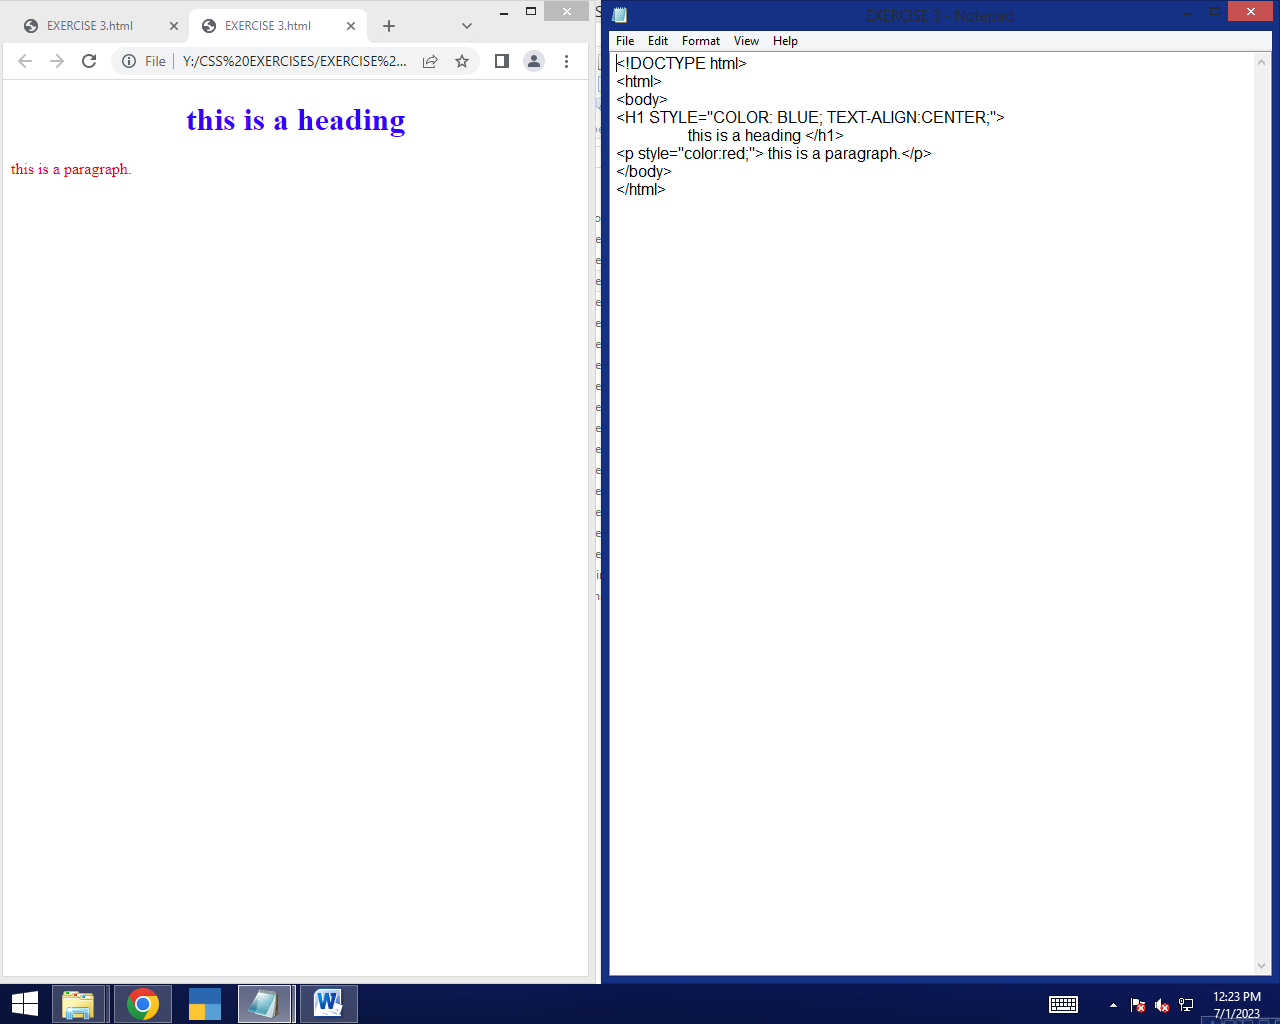 EXERCISE 3.html
EXERCISE 3.html
File
Y:/CSS%20EXERCISES/EXERCISE%2...
this is a heading
this is a paragraph.
EXERCISE 3 - Notepad
File Edit Format View Help
<!DOCTYPE html>
<html>
<body>
<H1 STYLE="COLOR: BLUE; TEXT-ALIGN:CENTER;">
this is a heading </h1>
<p style="color:red;"> this is a paragraph.</p>
</body>
</html>
12:23 PM
7/1/2023